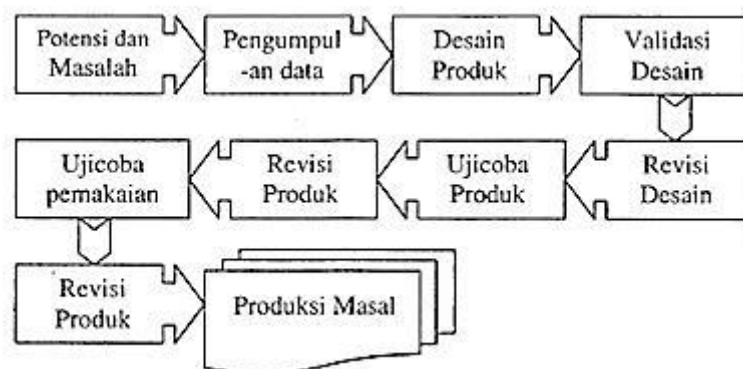 Potensi dan
Masalah
Pengumpul
-an data
Desain
Produk
Validasi
Desain
Ujicoba
pemakaian
Revisi
Produk
Ujicoba
Produk
Revisi
Desain
Revisi
Produk
Produksi Masal